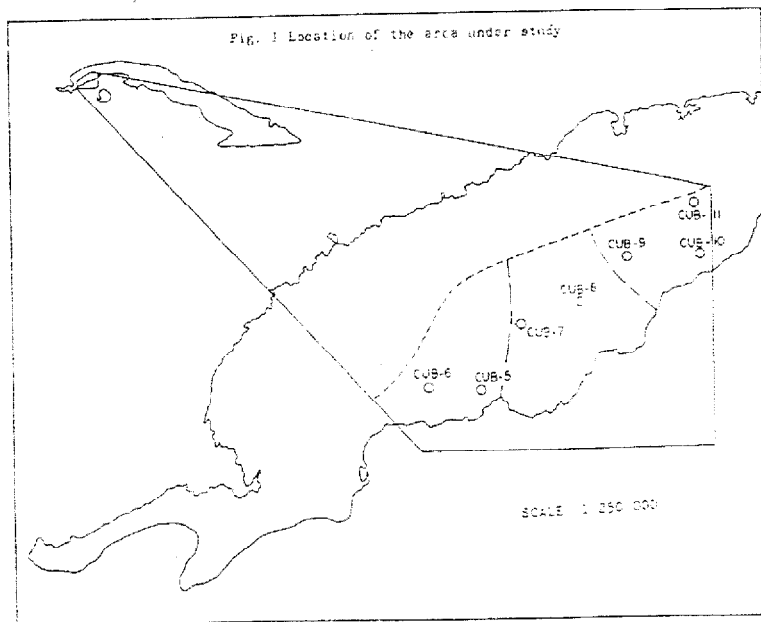 Fig. 1 Location of the area under study
CUB-11
CUB-9
CUB-10
CUB-8
CUB-7
CUB-6
CUB-5
SCALE 1 250 000